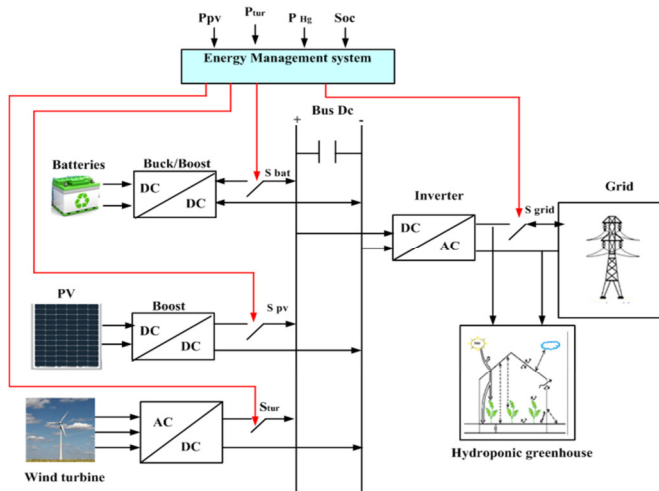 Ppv
Ptur
P Hg
Soc
Energy Management system
Bus Dc
+
-
Batteries
Buck/Boost
DC
DC
S bat
Inverter
DC
AC
S grid
Grid
PV
Boost
DC
DC
S pv
AC
DC
Stur
Wind turbine
Hydroponic greenhouse